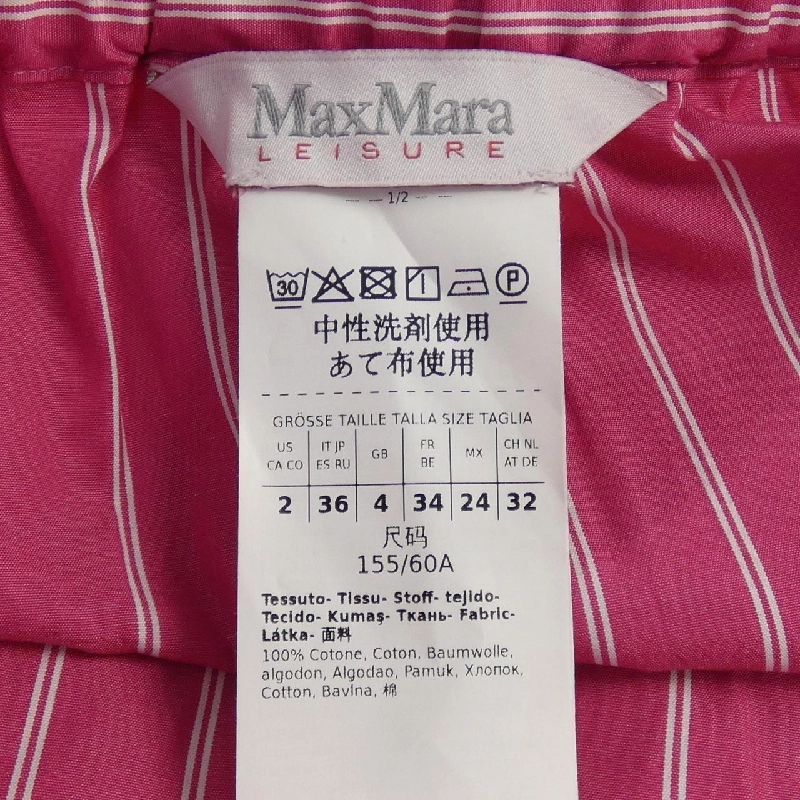 MaxMara
LEISURE
1/2
30 P
中性洗剤使用
あて布使用
GRÖSSE TAILLE TALLA SIZE TAGLIA
US CA CO IT JP ES RU GB FR BE MX CH NL AT DE
2 36 4 34 24 32
尺码
155/60A
Tessuto- Tissu- Stoff- tejido-
Tecido- Kumaş- Ткань- Fabric-
Látka- 面料
100% Cotone, Coton, Baumwolle,
algodon, Algodao, Pamuk, Хлопок,
Cotton, Bavlna, 棉